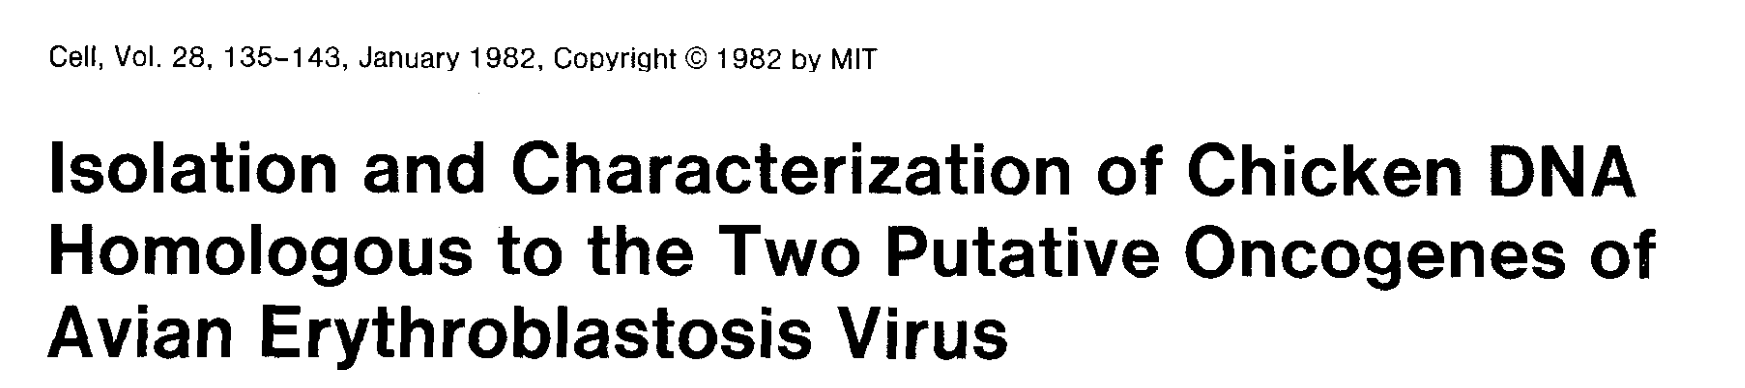 Cell, Vol. 28, 135–143, January 1982, Copyright © 1982 by MIT
Isolation and Characterization of Chicken DNA
Homologous to the Two Putative Oncogenes of
Avian Erythroblastosis Virus